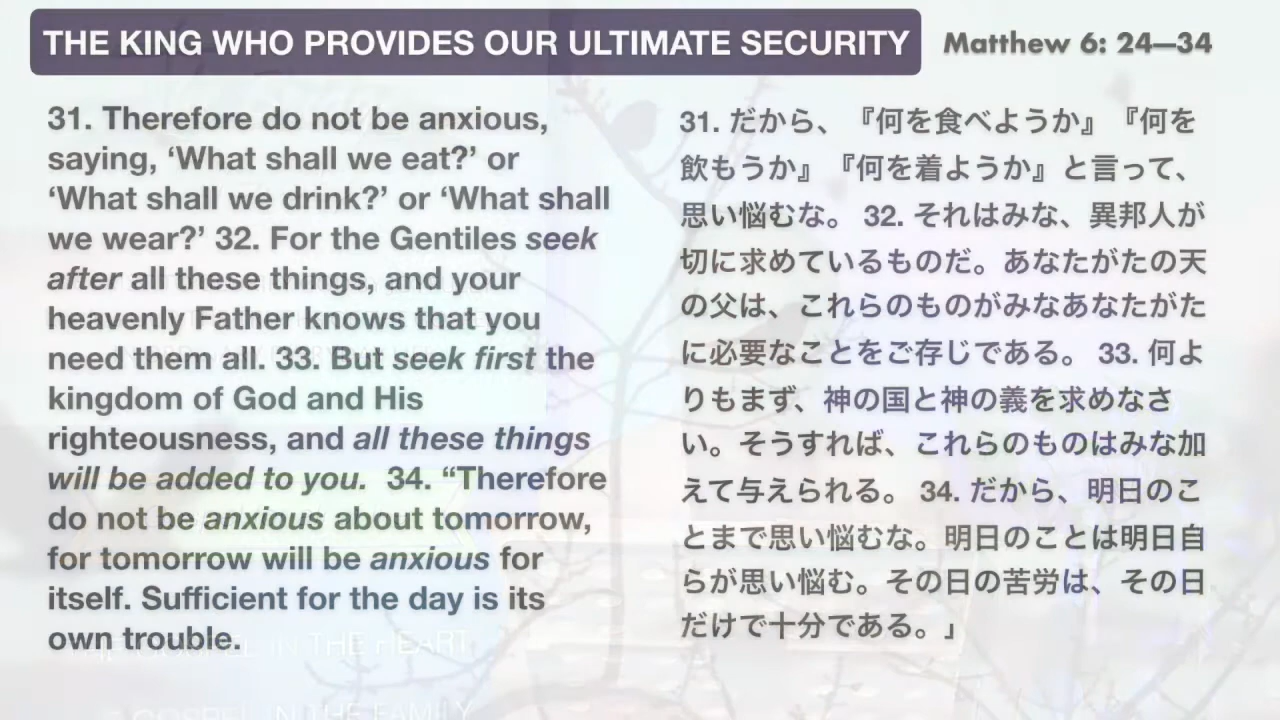 THE KING WHO PROVIDES OUR ULTIMATE SECURITY
Matthew 6: 24—34
31. Therefore do not be anxious,
saying, ‘What shall we eat?’ or
‘What shall we drink?’ or ‘What shall
we wear?’ 32. For the Gentiles seek
after all these things, and your
heavenly Father knows that you
need them all. 33. But seek first the
kingdom of God and His
righteousness, and all these things
will be added to you. 34. “Therefore
do not be anxious about tomorrow,
for tomorrow will be anxious for
itself. Sufficient for the day is its
own trouble.
31. だから、『何を食べようか』『何を
飲もうか』『何を着ようか』と言って、
思い悩むな。 32. それはみな、異邦人が
切に求めているものだ。あなたがたの天
の父は、これらのものがみなあなたがた
に必要なことをご存じである。 33. 何よ
りもまず、神の国と神の義を求めなさ
い。そうすれば、これらのものはみな加
えて与えられる。 34. だから、明日のこ
とまで思い悩むな。明日のことは明日自
らが思い悩む。その日の苦労は、その日
だけで十分である。」
GOSPEL IN THE HEART
GOSPEL IN THE FAMILY